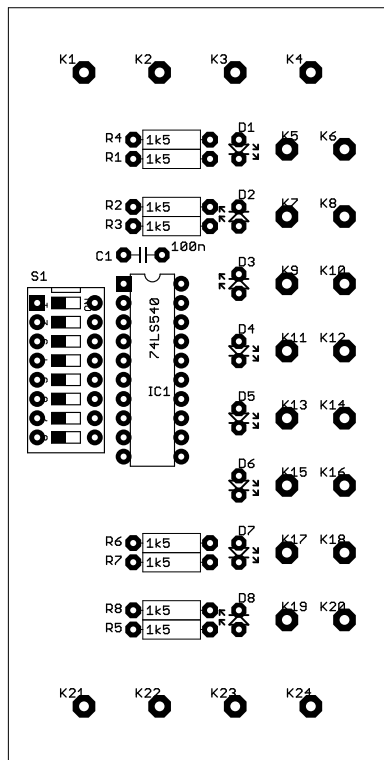 K1 K2 K3 K4
D1
R4 1k5 K5 K6
R1 1k5
D2
R2 1k5 K7 K8
R3 1k5
100n
C1
D3
S1 K9 K10
74LS540
ON
D4
K11 K12
IC1
D5
K13 K14
D6
K15 K16
D7
R6 1k5 K17 K18
R7 1k5
D8
R8 1k5 K19 K20
R5 1k5
K21 K22 K23 K24